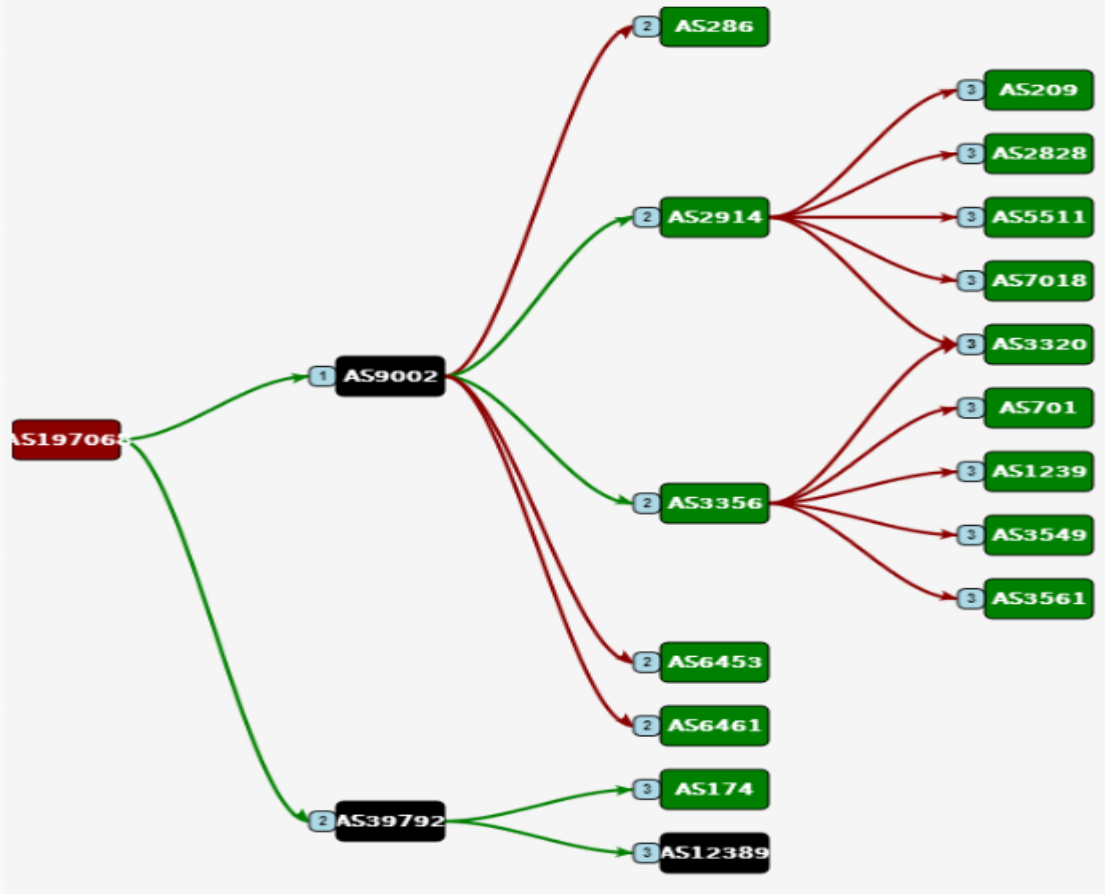 2 AS286
3 AS209
3 AS2828
2 AS2914
3 AS5511
3 AS7018
3 AS3320
1 AS9002
3 AS701
AS197068
3 AS1239
2 AS3356
3 AS3549
3 AS3561
2 AS6453
2 AS6461
3 AS174
2 AS39792
3 AS12389